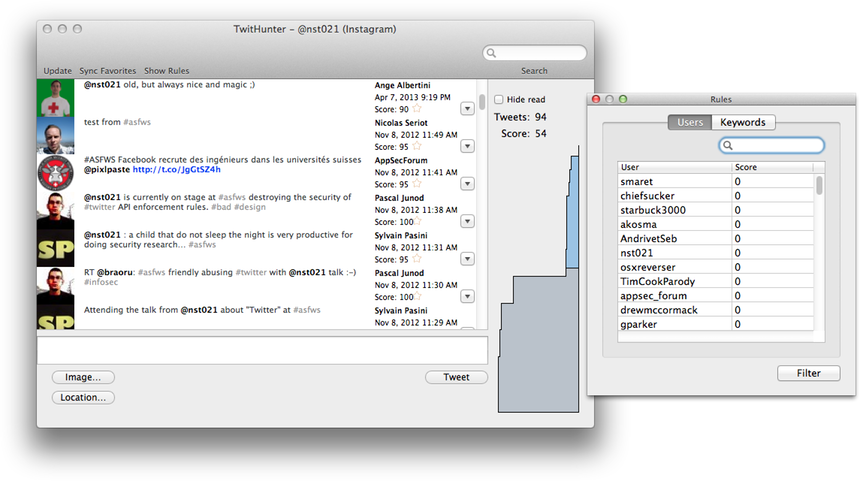 TwitHunter – @nst021 (Instagram)
Update Sync Favorites Show Rules Search
@nst021 old, but always nice and magic ;)
Ange Albertini
Apr 7, 2013 9:19 PM
Score: 90
test from #asfws
Nicolas Seriot
Nov 8, 2012 11:49 AM
Score: 95
#ASFWS Facebook recrute des ingénieurs dans les universités suisses
@pixlpaste http://t.co/JgGtSZ4h
AppSecForum
Nov 8, 2012 11:41 AM
Score: 95
@nst021 is currently on stage at #asfws destroying the security of
#twitter API enforcement rules. #bad #design
Pascal Junod
Nov 8, 2012 11:38 AM
Score: 100
@nst021 : a child that do not sleep the night is very productive for
doing security research... #asfws
Sylvain Pasini
Nov 8, 2012 11:31 AM
Score: 95
RT @braoru: #asfws friendly abusing #twitter with @nst021 talk :-)
#infosec
Pascal Junod
Nov 8, 2012 11:30 AM
Score: 100
Attending the talk from @nst021 about "Twitter" at #asfws
Sylvain Pasini
Nov 8, 2012 11:29 AM
SP
SP
Hide read
Tweets: 94
Score: 54
Image...
Tweet
Location...
Rules
Users Keywords
User Score
smaret 0
chiefsucker 0
starbuck3000 0
akosma 0
AndrivetSeb 0
nst021 0
osxreverser 0
TimCookParody 0
appsec_forum 0
drewmccormack 0
gparker 0
Filter